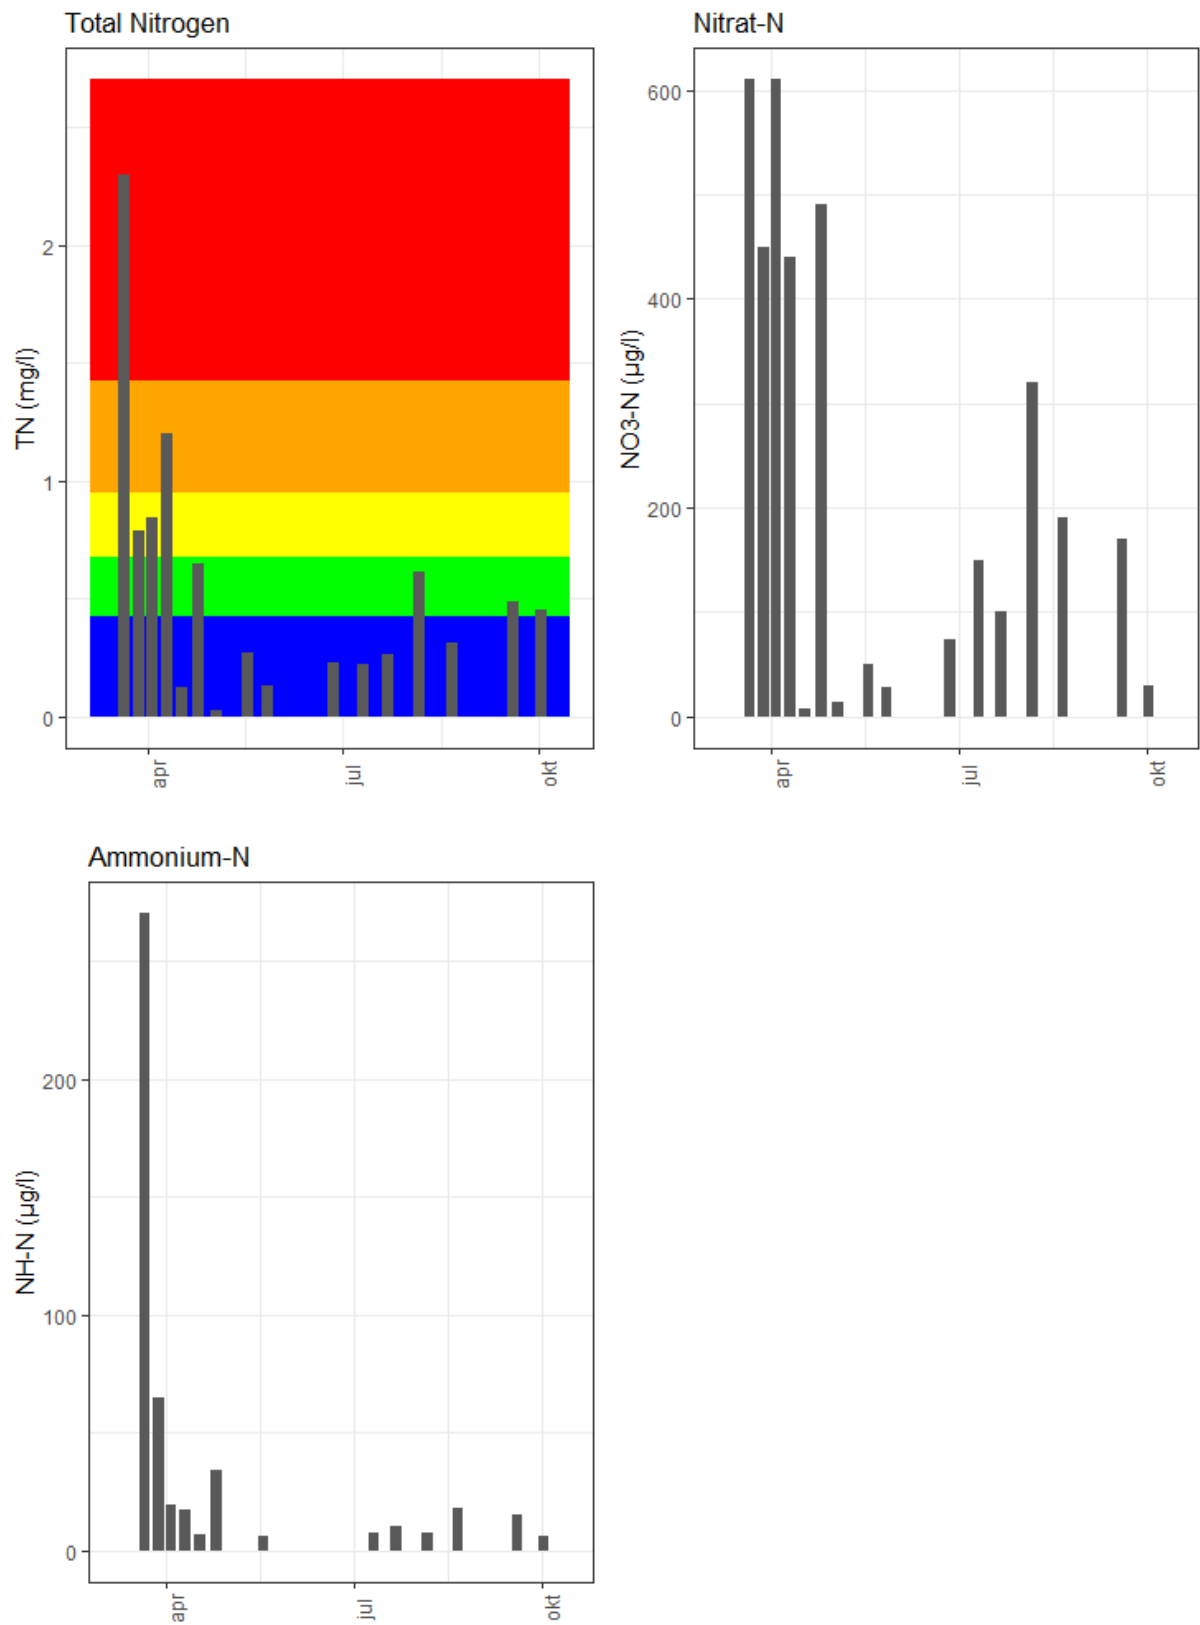 Total Nitrogen
TN (mg/l)
2
1
0
apr
jul
okt
Nitrat-N
NO3-N (µg/l)
600
400
200
0
apr
jul
okt
Ammonium-N
NH-N (µg/l)
200
100
0
apr
jul
okt